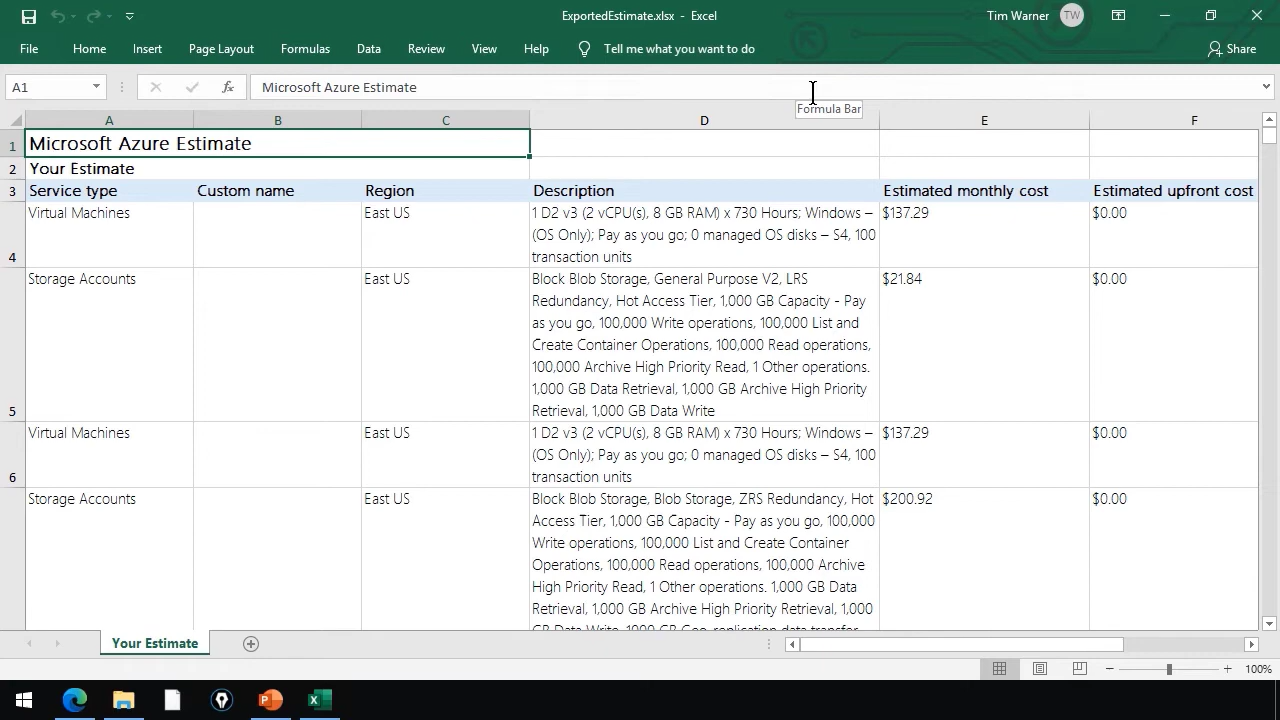 ExportedEstimate.xlsx - Excel
Tim Warner
TW
File
Home
Insert
Page Layout
Formulas
Data
Review
View
Help
Tell me what you want to do
Share
A1
fx
Microsoft Azure Estimate
Formula Bar
A B C D E F
1 Microsoft Azure Estimate
2 Your Estimate
3 Service type Custom name Region Description Estimated monthly cost Estimated upfront cost
Virtual Machines East US 1 D2 v3 (2 vCPU(s), 8 GB RAM) x 730 Hours; Windows – $137.29 $0.00
(OS Only); Pay as you go; 0 managed OS disks – S4, 100
4 transaction units
Storage Accounts East US Block Blob Storage, General Purpose V2, LRS $21.84 $0.00
Redundancy, Hot Access Tier, 1,000 GB Capacity - Pay
as you go, 100,000 Write operations, 100,000 List and
Create Container Operations, 100,000 Read operations,
100,000 Archive High Priority Read, 1 Other operations.
1,000 GB Data Retrieval, 1,000 GB Archive High Priority
5 Retrieval, 1,000 GB Data Write
Virtual Machines East US 1 D2 v3 (2 vCPU(s), 8 GB RAM) x 730 Hours; Windows – $137.29 $0.00
(OS Only); Pay as you go; 0 managed OS disks – S4, 100
6 transaction units
Storage Accounts East US Block Blob Storage, Blob Storage, ZRS Redundancy, Hot $200.92 $0.00
Access Tier, 1,000 GB Capacity - Pay as you go, 100,000
Write operations, 100,000 List and Create Container
Operations, 100,000 Read operations, 100,000 Archive
High Priority Read, 1 Other operations. 1,000 GB Data
Retrieval, 1,000 GB Archive High Priority Retrieval, 1,000
GB Data Write, 1000 GB Geo-replication data transfer
Your Estimate
100%